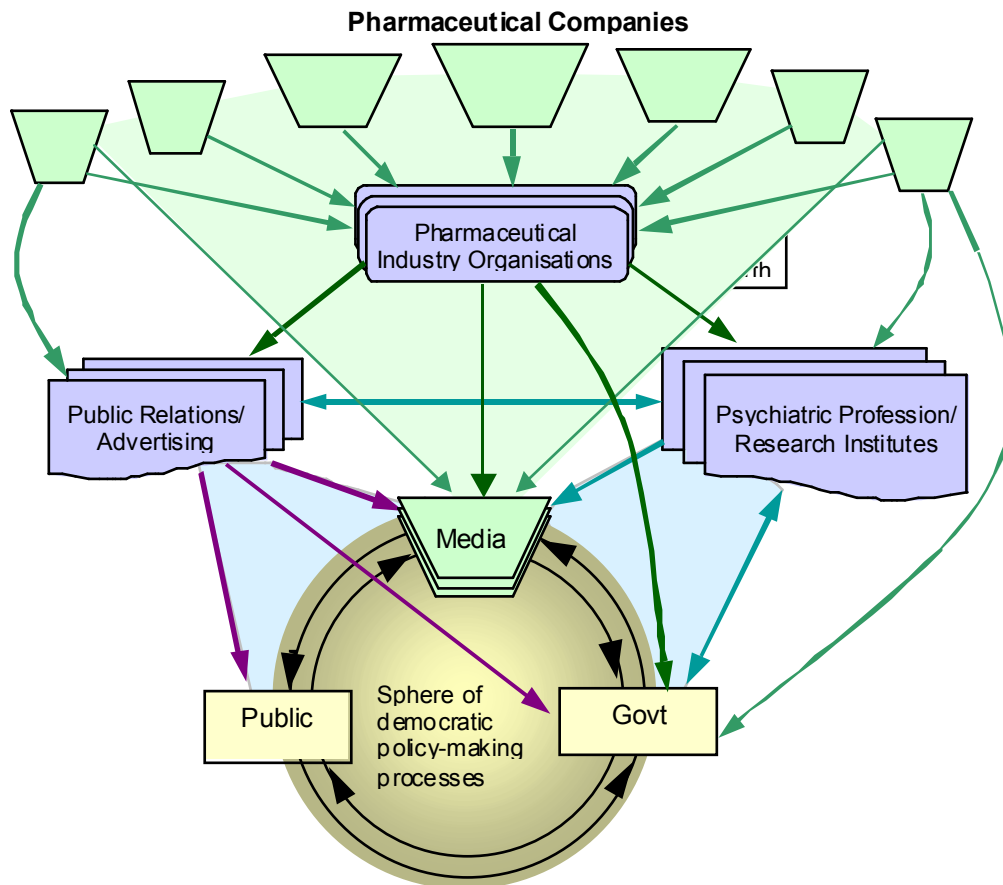 Pharmaceutical Companies
Pharmaceutical
Industry Organisations
Public Relations/
Advertising
Psychiatric Profession/
Research Institutes
Media
Public
Sphere of
democratic
policy-making
processes
Govt